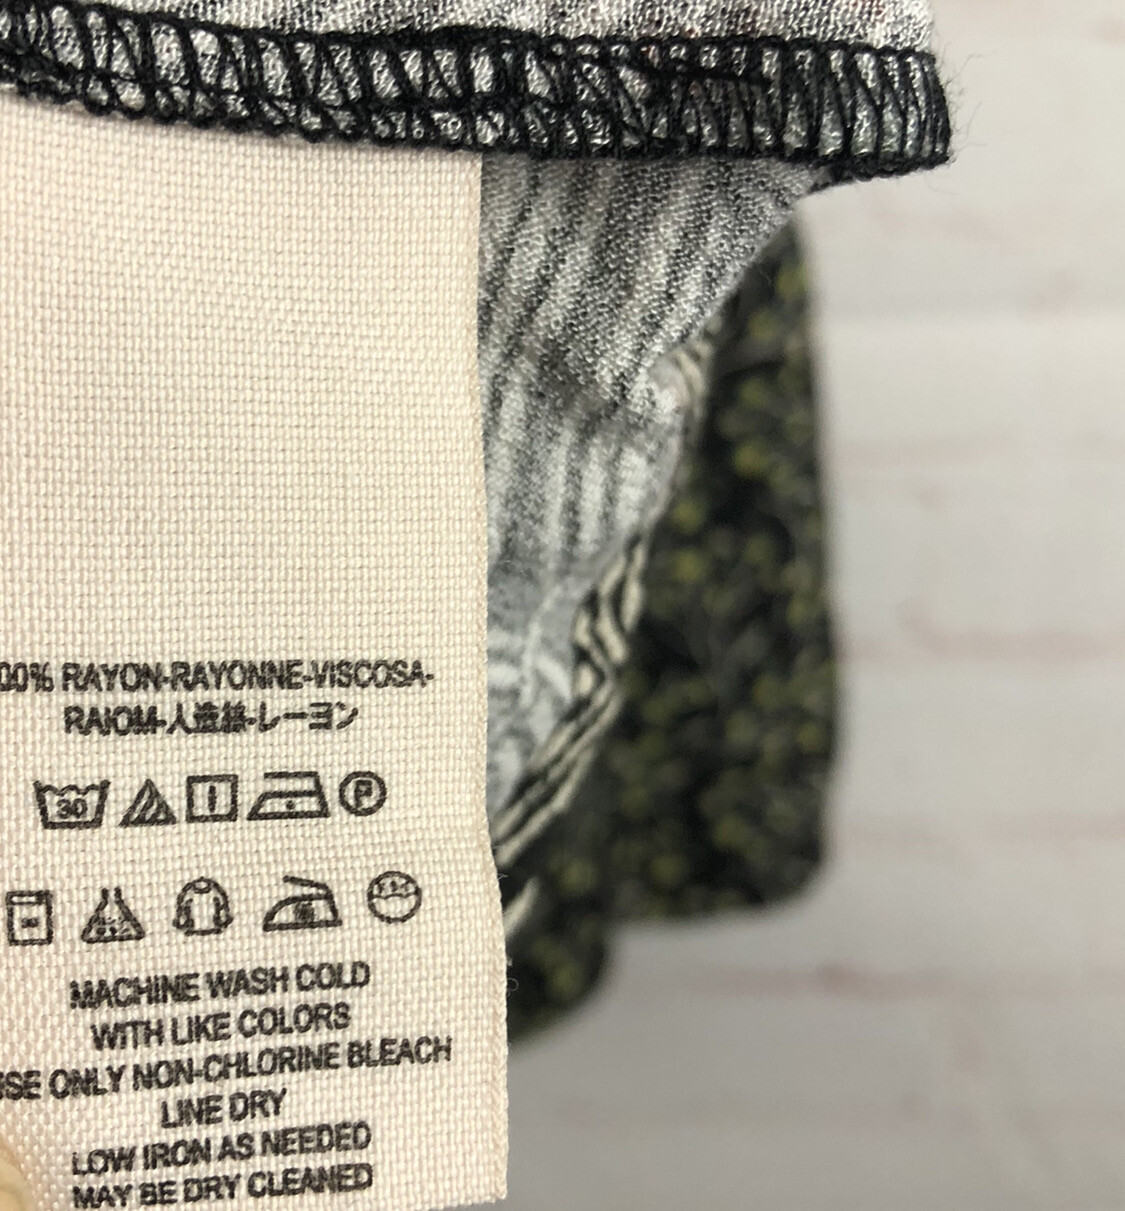 00% RAYON-RAYONNE-VISCOSA-
RAIOM-人造絲-レーヨン
30 P
MACHINE WASH COLD
WITH LIKE COLORS
SE ONLY NON-CHLORINE BLEACH
LINE DRY
LOW IRON AS NEEDED
MAY BE DRY CLEANED